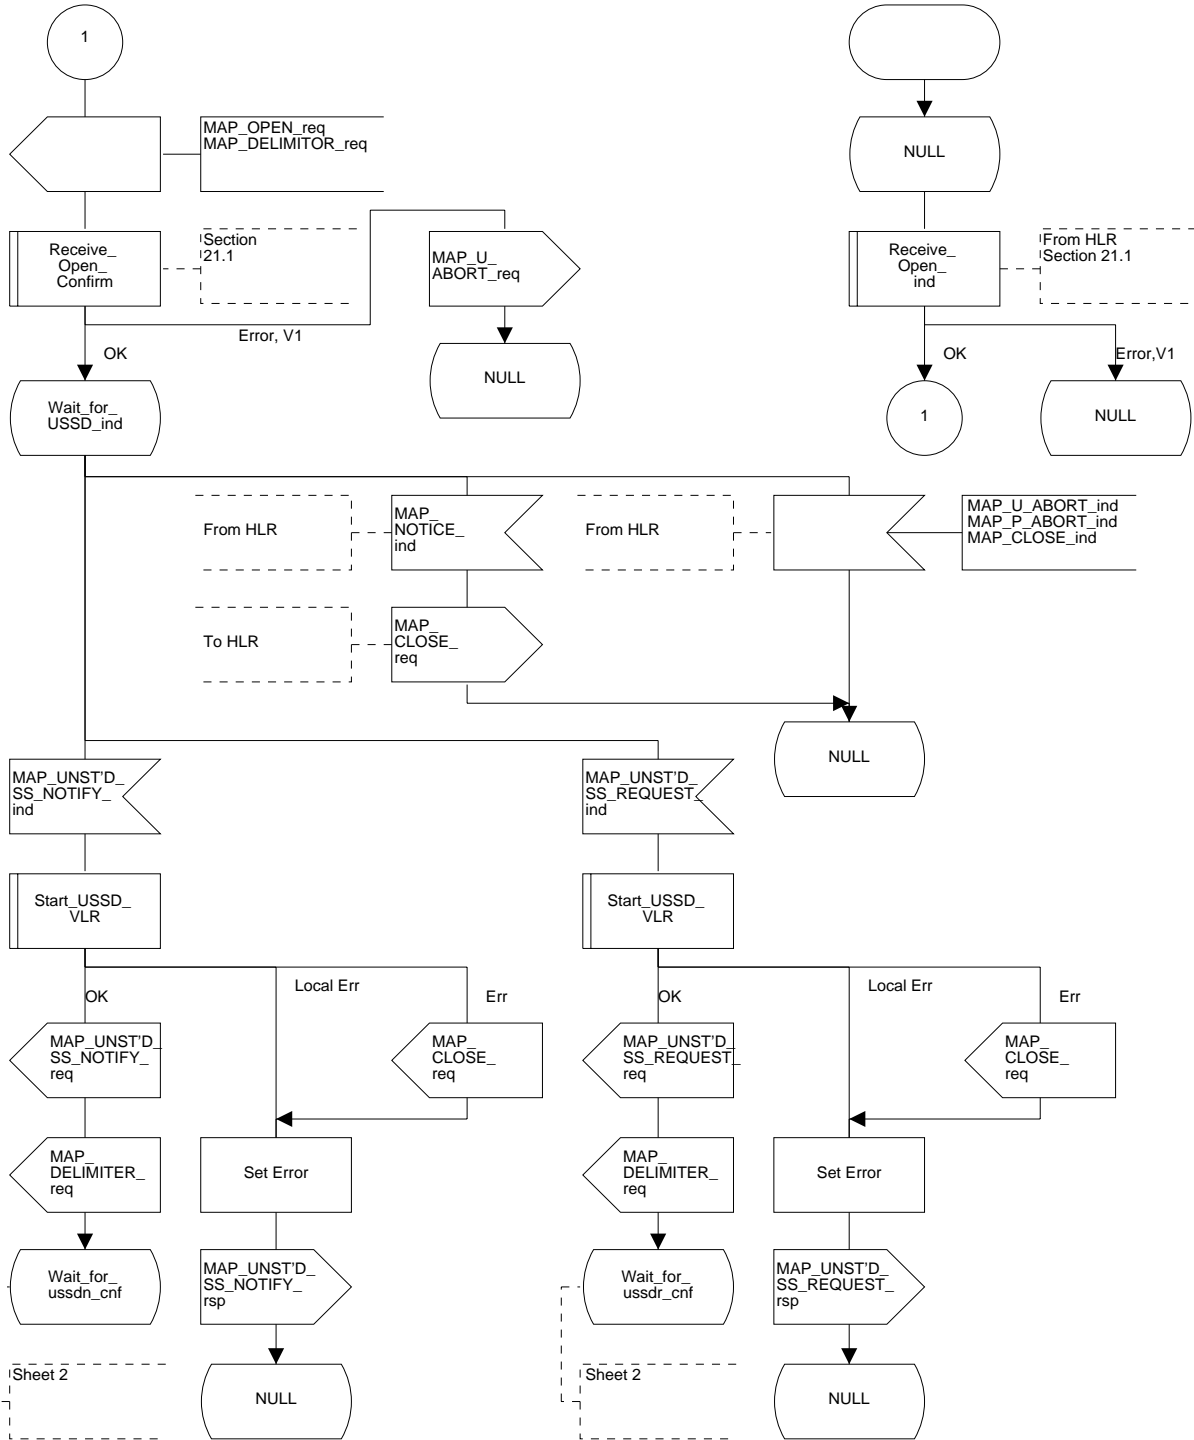 1
MAP_OPEN_req
MAP_DELIMITOR_req
NULL
Receive_
Open_
Confirm
Section
21.1
MAP_U_
ABORT_req
Receive_
Open_
ind
From HLR
Section 21.1
Error, V1
OK
NULL
OK
Error,V1
Wait_for_
USSD_ind
1
NULL
From HLR
MAP_
NOTICE_
ind
From HLR
MAP_U_ABORT_ind
MAP_P_ABORT_ind
MAP_CLOSE_ind
To HLR
MAP_
CLOSE_
req
NULL
MAP_UNST'D_
SS_NOTIFY_
ind
MAP_UNST'D_
SS_REQUEST_
ind
Start_USSD_
VLR
Start_USSD_
VLR
OK
Local Err
Err
OK
Local Err
Err
MAP_UNST'D_
SS_NOTIFY_
req
MAP_
CLOSE_
req
MAP_UNST'D_
SS_REQUEST_
req
MAP_
CLOSE_
req
MAP_
DELIMITER_
req
Set Error
MAP_
DELIMITER_
req
Set Error
Wait_for_
ussdn_cnf
MAP_UNST'D_
SS_NOTIFY_
rsp
Wait_for_
ussdr_cnf
MAP_UNST'D_
SS_REQUEST_
rsp
Sheet 2
NULL
Sheet 2
NULL